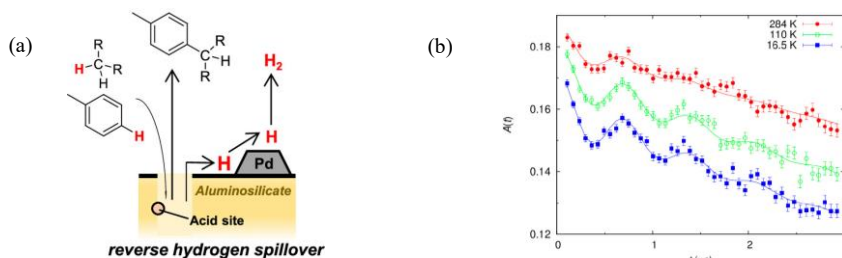 (a)
R
H
R
H
R
H
R
H
H₂
H
H
Pd
Aluminosilicate
Acid site
reverse hydrogen spillover
(b)
284 K
110 K
16.5 K
A(t)
0.18
0.16
0.14
0.12
0
1
2